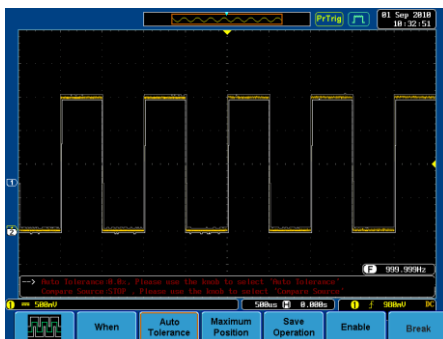 PrTrig
01 Sep 2010
10:32:51
1
2
F 999.999Hz
--> Auto Tolerance:0.0%, Please use the knob to select 'Auto Tolerance'
Compare Source-STOP , Please use the knob to select 'Compare Source'
1 500mV 500us H 0.000s 1 f 900mV DC
When
Auto Tolerance
Maximum Position
Save Operation
Enable
Break